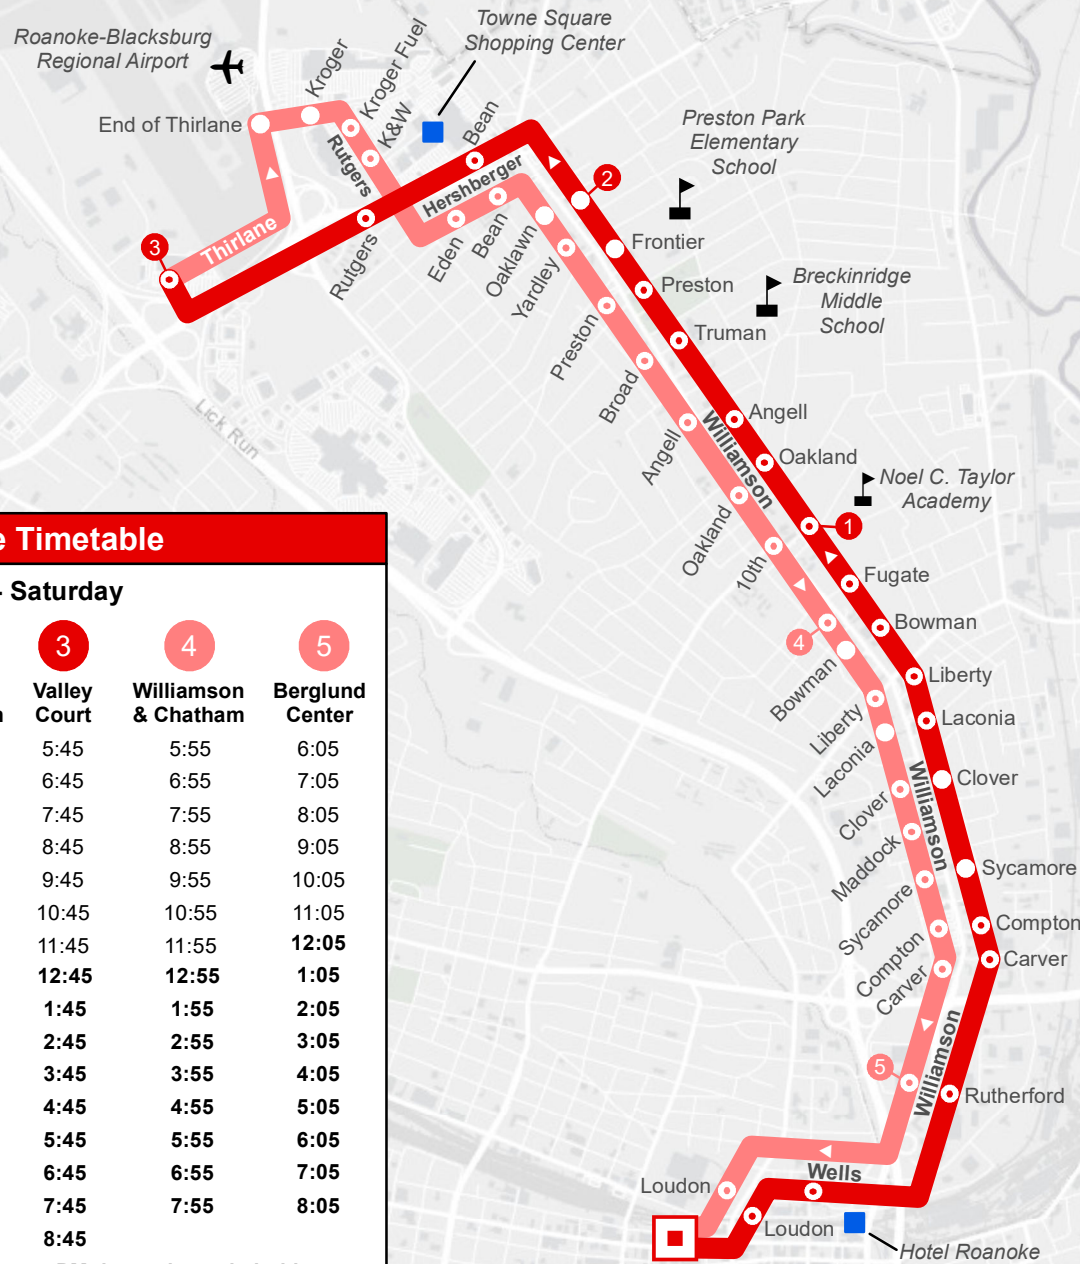 Roanoke-Blacksburg
Regional Airport
Towne Square
Shopping Center
Kroger
Kroger Fuel
K&W
Bean
End of Thirlane
Rutgers
Hershberger
Thirlane
3
Rutgers
Eden
Bean
Oaklawn
Yardley
Preston
Broad
Angell
Oakland
10th
4
Bowman
Liberty
Laconia
Clover
Maddock
Sycamore
Compton
Carver
5
Loudon
2
Preston Park
Elementary
School
Frontier
Preston
Breckinridge
Middle
School
Truman
Angell
Williamson
Oakland
Noel C. Taylor
Academy
1
Fugate
Bowman
Liberty
Laconia
Clover
Williamson
Sycamore
Compton
Carver
Williamson
Rutherford
Wells
Loudon
Hotel Roanoke
Lick Run
Timetable
Saturday
3 4 5
Valley Williamson Berglund
Court & Chatham Center
5:45 5:55 6:05
6:45 6:55 7:05
7:45 7:55 8:05
8:45 8:55 9:05
9:45 9:55 10:05
10:45 10:55 11:05
11:45 11:55 12:05
12:45 12:55 1:05
1:45 1:55 2:05
2:45 2:55 3:05
3:45 3:55 4:05
4:45 4:55 5:05
5:45 5:55 6:05
6:45 6:55 7:05
7:45 7:55 8:05
8:45